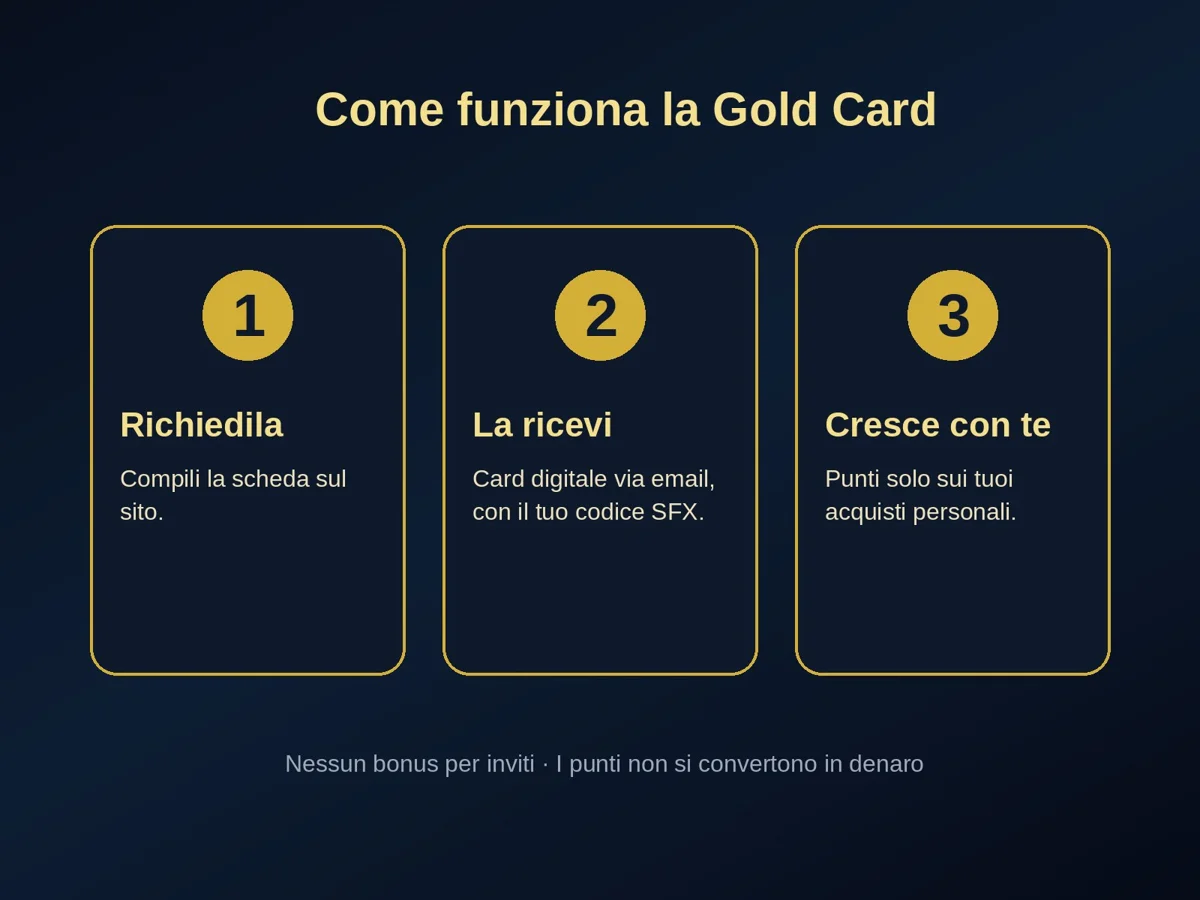 Come funziona la Gold Card
1
Richiedila
Compili la scheda sul
sito.
2
La ricevi
Card digitale via email,
con il tuo codice SFX.
3
Cresce con te
Punti solo sui tuoi
acquisti personali.
Nessun bonus per inviti · I punti non si convertono in denaro